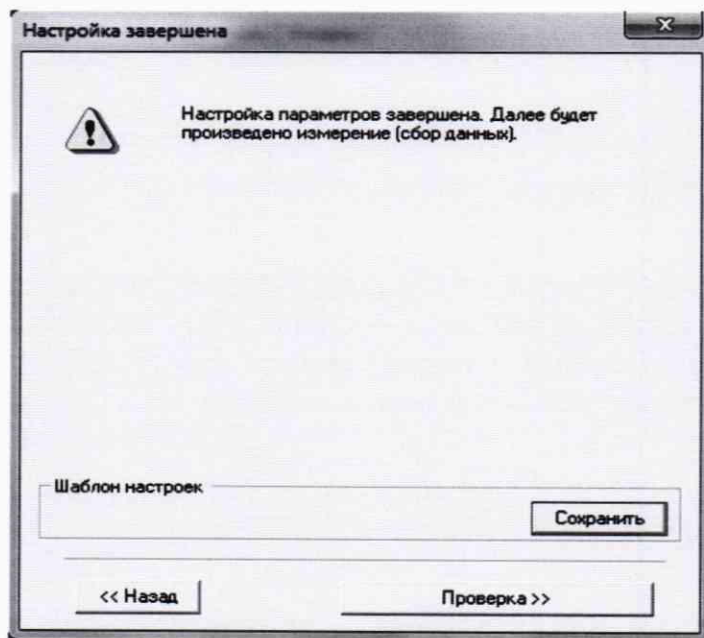 Настройка завершена
Настройка параметров завершена. Далее будет
произведено измерение (сбор данных).
Шаблон настроек
Сохранить
<< Назад
Проверка >>